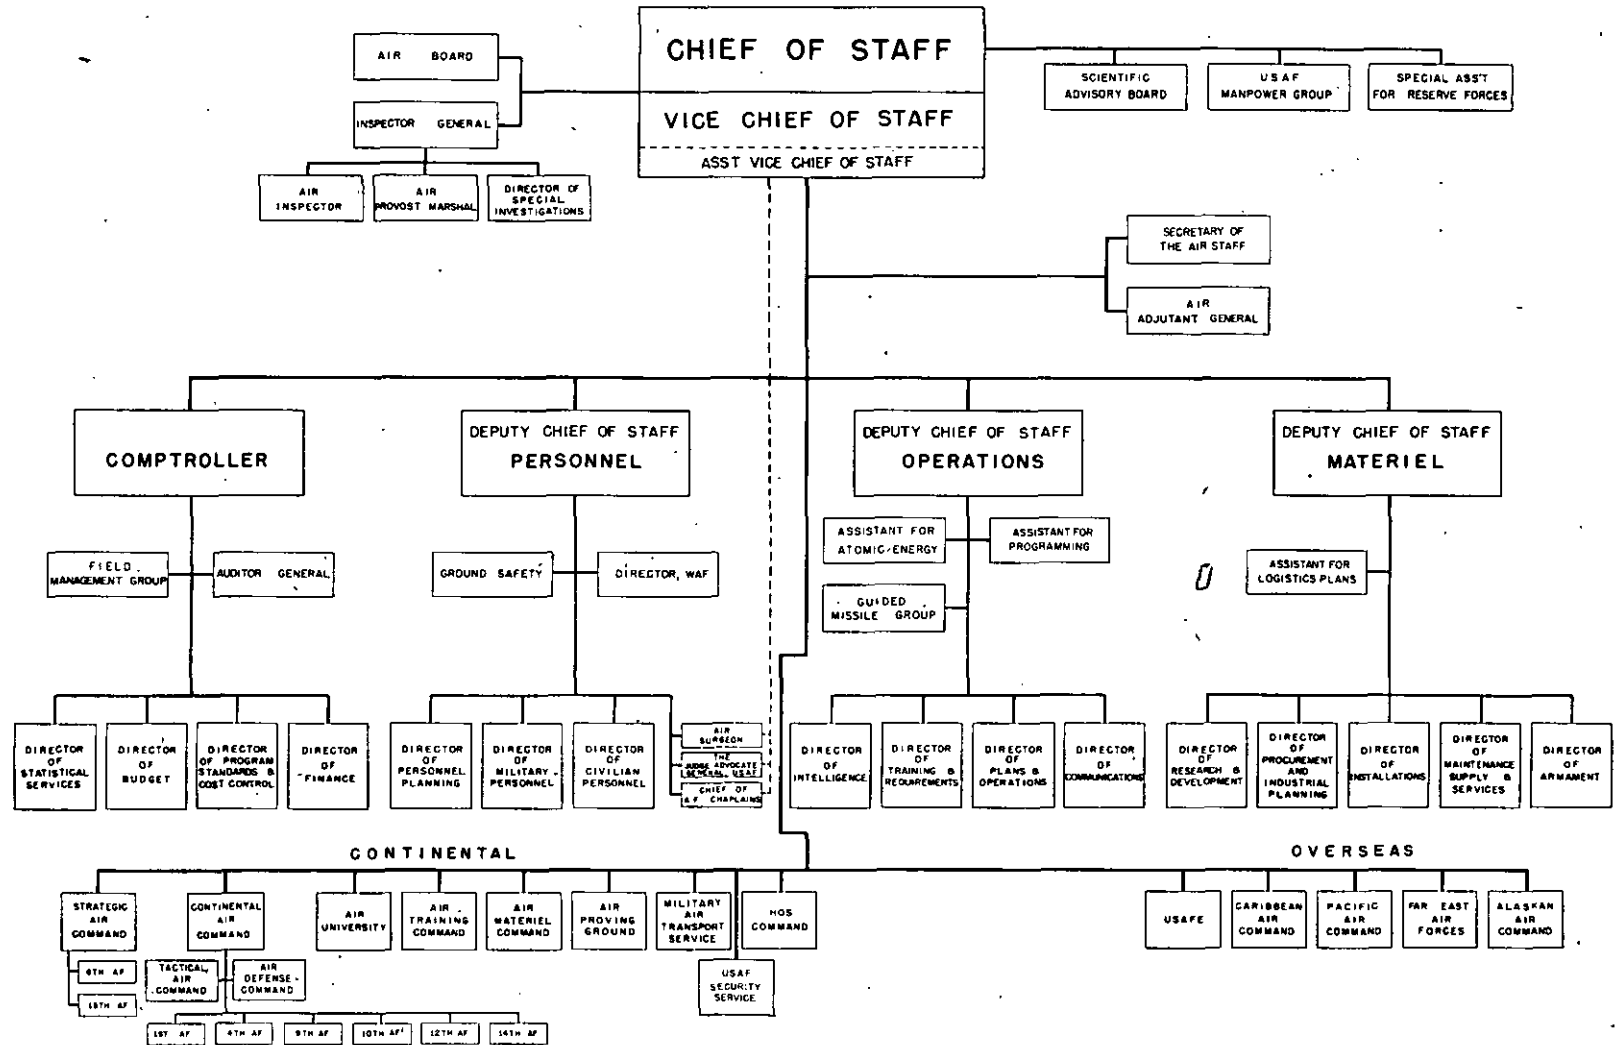 CHIEF OF STAFF
VICE CHIEF OF STAFF
ASST VICE CHIEF OF STAFF
AIR BOARD
INSPECTOR GENERAL
AIR
INSPECTOR
AIR
PROVOST MARSHAL
DIRECTOR OF
SPECIAL
INVESTIGATIONS
SCIENTIFIC
ADVISORY BOARD
USAF
MANPOWER GROUP
SPECIAL ASS'T
FOR RESERVE FORCES
SECRETARY OF
THE AIR STAFF
AIR
ADJUTANT GENERAL
COMPTROLLER
DEPUTY CHIEF OF STAFF
PERSONNEL
DEPUTY CHIEF OF STAFF
OPERATIONS
DEPUTY CHIEF OF STAFF
MATERIEL
FIELD
MANAGEMENT GROUP
AUDITOR GENERAL
GROUND SAFETY
DIRECTOR, WAF
ASSISTANT FOR
ATOMIC-ENERGY
ASSISTANT FOR
PROGRAMMING
GUIDED
MISSILE GROUP
ASSISTANT FOR
LOGISTICS PLANS
DIRECTOR
OF
STATISTICAL
SERVICES
DIRECTOR
OF
BUDGET
DIRECTOR
OF PROGRAM
STANDARDS &
COST CONTROL
DIRECTOR
OF
FINANCE
DIRECTOR
OF
PERSONNEL
PLANNING
DIRECTOR
OF
MILITARY
PERSONNEL
DIRECTOR
OF
CIVILIAN
PERSONNEL
AIR
SURGEON
THE
JUDGE ADVOCATE
GENERAL, USAF
CHIEF OF
A.F. CHAPLAINS
DIRECTOR
OF
INTELLIGENCE
DIRECTOR
OF
TRAINING &
REQUIREMENTS
DIRECTOR
OF
PLANS &
OPERATIONS
DIRECTOR
OF
COMMUNICATIONS
DIRECTOR
OF
RESEARCH &
DEVELOPMENT
DIRECTOR
OF
PROCUREMENT
AND
INDUSTRIAL
PLANNING
DIRECTOR
OF
INSTALLATIONS
DIRECTOR
OF
MAINTENANCE
SUPPLY &
SERVICES
DIRECTOR
OF
ARMAMENT
CONTINENTAL
OVERSEAS
STRATEGIC
AIR
COMMAND
CONTINENTAL
AIR
COMMAND
AIR
UNIVERSITY
AIR
TRAINING
COMMAND
AIR
MATERIEL
COMMAND
AIR
PROVING
GROUND
MILITARY
AIR
TRANSPORT
SERVICE
HQS
COMMAND
USAFE
CARIBBEAN
AIR
COMMAND
PACIFIC
AIR
COMMAND
FAR EAST
AIR
FORCES
ALASKAN
AIR
COMMAND
8TH AF
15TH AF
TACTICAL
AIR
COMMAND
AIR
DEFENSE
COMMAND
USAF
SECURITY
SERVICE
1ST AF
4TH AF
9TH AF
10TH AF
12TH AF
14TH AF